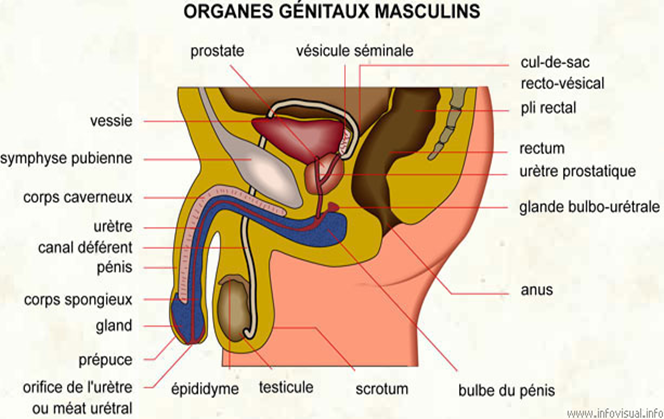 ORGANES GÉNITAUX MASCULINS
prostate
vésicule séminale
cul-de-sac
recto-vésical
pli rectal
vessie
symphyse pubienne
rectum
urètre prostatique
corps caverneux
glande bulbo-urétrale
urètre
canal déférent
pénis
corps spongieux
anus
gland
prépuce
orifice de l'urètre
ou méat urétral
épididyme
testicule
scrotum
bulbe du pénis
www.infovisual.info